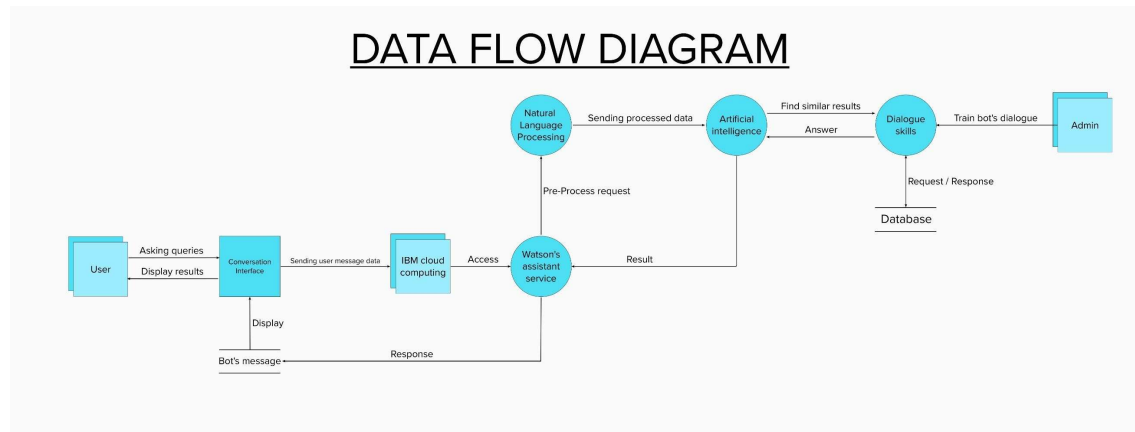 DATA FLOW DIAGRAM
Natural
Language
Processing
Sending processed data
Artificial
intelligence
Find similar results
Answer
Dialogue
skills
Train bot's dialogue
Admin
Pre-Process request
Request / Response
Database
User
Asking queries
Display results
Conversation
Interface
Sending user message data
IBM cloud
computing
Access
Watson's
assistant
service
Result
Display
Bot's message
Response